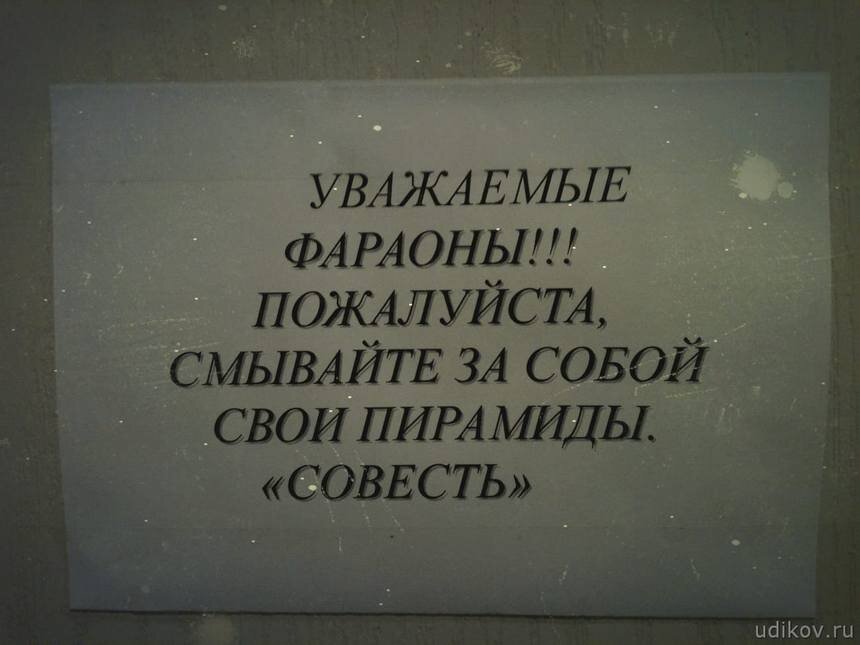 УВАЖАЕМЫЕ
ФАРАОНЫ!!!
ПОЖАЛУЙСТА,
СМЫВАЙТЕ ЗА СОБОЙ
СВОИ ПИРАМИДЫ.
«СОВЕСТЬ»
udikov.ru